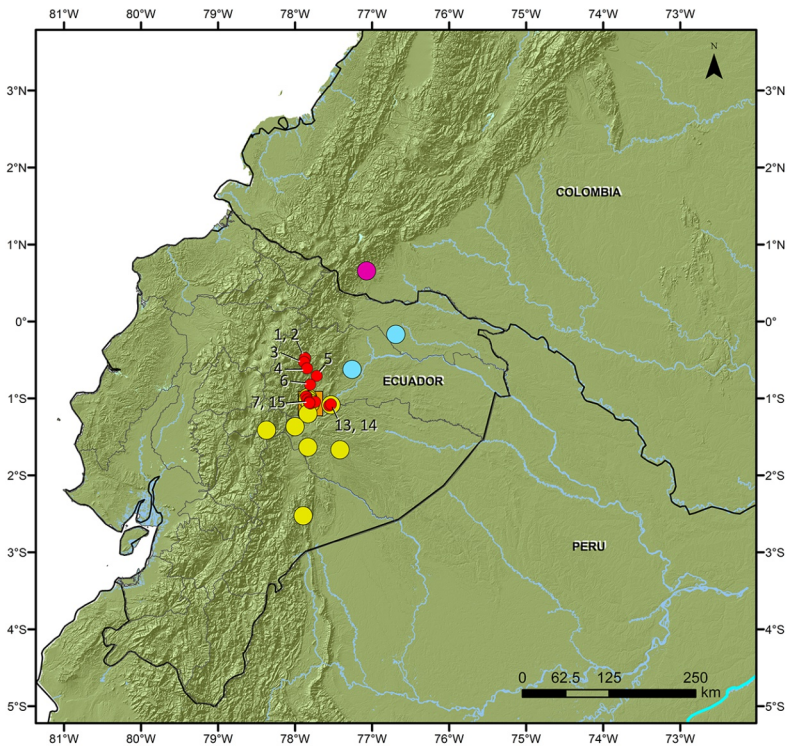 81°W 80°W 79°W 78°W 77°W 76°W 75°W 74°W 73°W
N
3°N 3°N
2°N 2°N
COLOMBIA
1°N 1°N
0° 0°
1, 2
3 5
4
6 ECUADOR
1°S 1°S
7, 15
13, 14
2°S 2°S
3°S 3°S
PERU
4°S 4°S
0 62.5 125 250
km
5°S 5°S
81°W 80°W 79°W 78°W 77°W 76°W 75°W 74°W 73°W